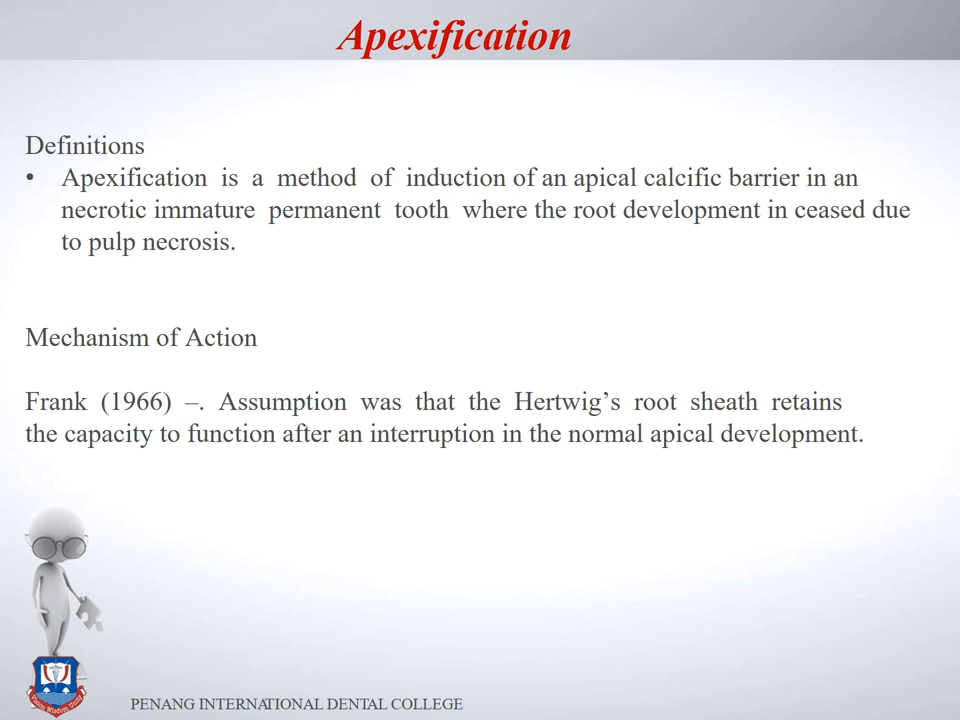 Apexification
Definitions
• Apexification is a method of induction of an apical calcific barrier in an
necrotic immature permanent tooth where the root development in ceased due
to pulp necrosis.
Mechanism of Action
Frank (1966) –. Assumption was that the Hertwig’s root sheath retains
the capacity to function after an interruption in the normal apical development.
Vision Wisdom Unity
PENANG INTERNATIONAL DENTAL COLLEGE